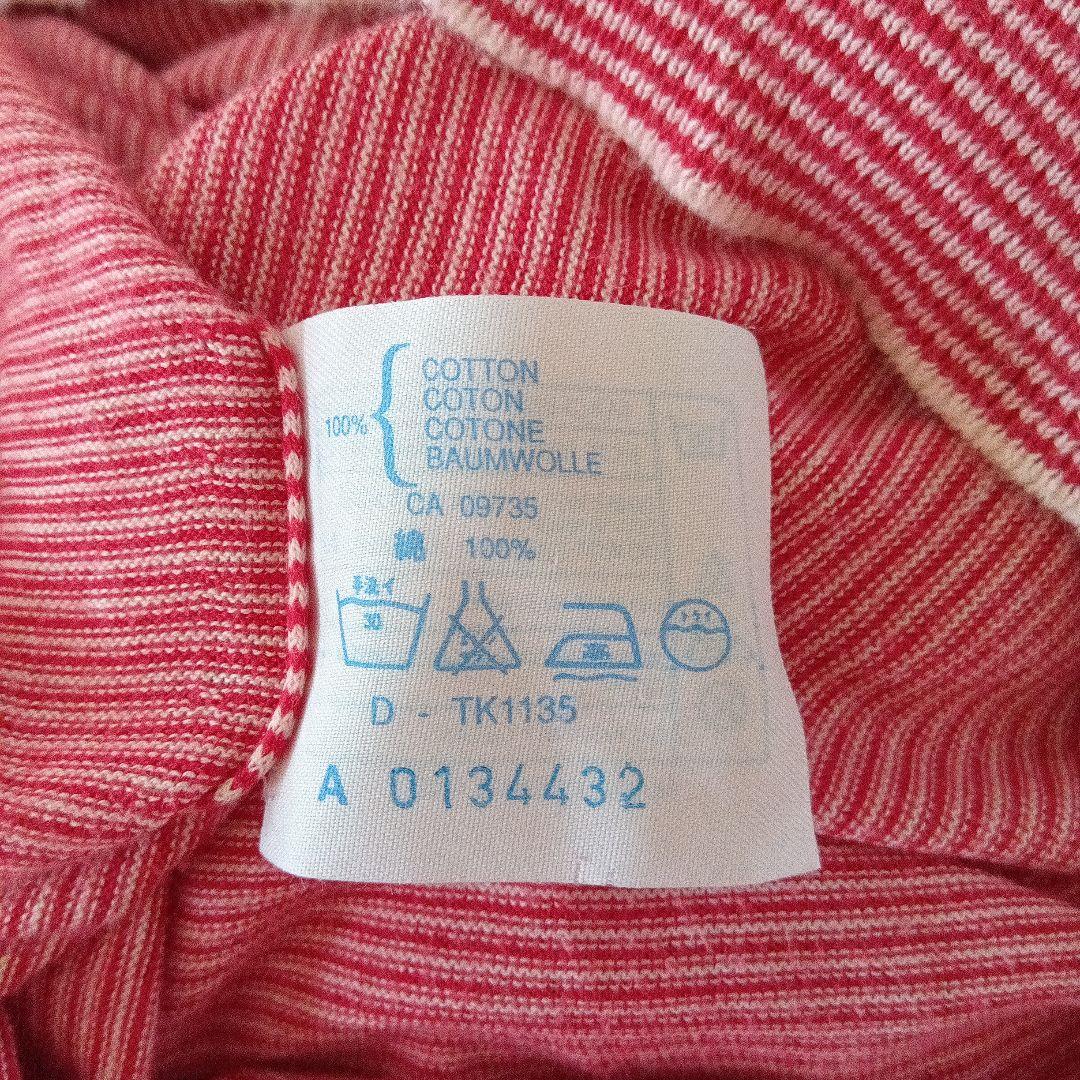 COTTON
COTON
100%
COTONE
BAUMWOLLE
CA 09735
綿 100%
手洗イ
30
D - TK1135
A 0134432